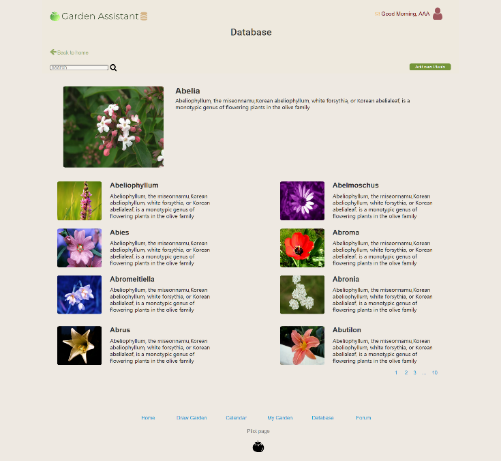 Garden Assistant
Good Morning, AAA
Database
Back to home
Search
Add new Plants
Abelia
Abeliophyllum, the miseonnamu,Korean abeliophyllum, white forsythia, or Korean abelialeaf, is a
monotypic genus of flowering plants in the olive family
Abeliophyllum
Abeliophyllum, the miseonnamu,Korean
abeliophyllum, white forsythia, or Korean
abelialeaf, is a monotypic genus of
flowering plants in the olive family
Abelmoschus
Abeliophyllum, the miseonnamu,Korean
abeliophyllum, white forsythia, or Korean
abelialeaf, is a monotypic genus of
flowering plants in the olive family
Abies
Abeliophyllum, the miseonnamu,Korean
abeliophyllum, white forsythia, or Korean
abelialeaf, is a monotypic genus of
flowering plants in the olive family
Abroma
Abeliophyllum, the miseonnamu,Korean
abeliophyllum, white forsythia, or Korean
abelialeaf, is a monotypic genus of
flowering plants in the olive family
Abromeitiella
Abeliophyllum, the miseonnamu,Korean
abeliophyllum, white forsythia, or Korean
abelialeaf, is a monotypic genus of
flowering plants in the olive family
Abronia
Abeliophyllum, the miseonnamu,Korean
abeliophyllum, white forsythia, or Korean
abelialeaf, is a monotypic genus of
flowering plants in the olive family
Abrus
Abeliophyllum, the miseonnamu,Korean
abeliophyllum, white forsythia, or Korean
abelialeaf, is a monotypic genus of
flowering plants in the olive family
Abutilon
Abeliophyllum, the miseonnamu,Korean
abeliophyllum, white forsythia, or Korean
abelialeaf, is a monotypic genus of
flowering plants in the olive family
1 2 3 ... 10
Home Draw Garden Calendar My Garden Database Forum
page